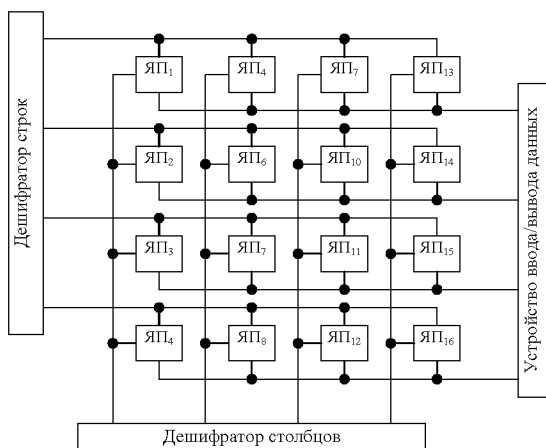 Дешифратор строк
ЯП1 ЯП4 ЯП7 ЯП13
ЯП2 ЯП6 ЯП10 ЯП14
ЯП3 ЯП7 ЯП11 ЯП15
ЯП4 ЯП8 ЯП12 ЯП16
Устройство ввода/вывода данных
Дешифратор столбцов